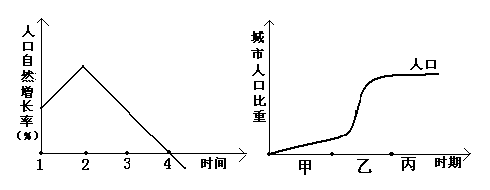 人口自然增长率(%)
1 2 3 4 时间
城市人口比重
人口
甲 乙 丙 时期